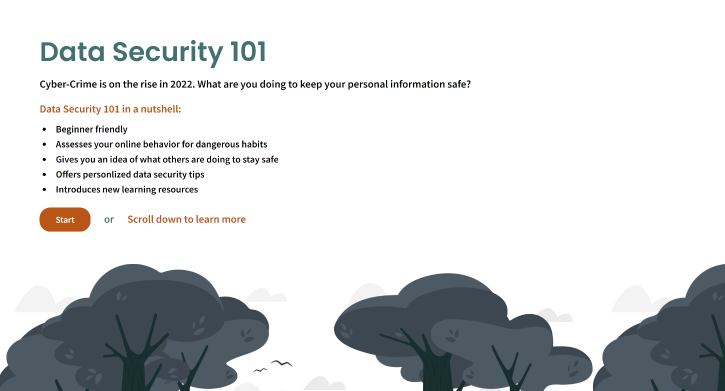 Data Security 101
Cyber-Crime is on the rise in 2022. What are you doing to keep your personal information safe?
Data Security 101 in a nutshell:
• Beginner friendly
• Assesses your online behavior for dangerous habits
• Gives you an idea of what others are doing to stay safe
• Offers personlized data security tips
• Introduces new learning resources
Start or Scroll down to learn more